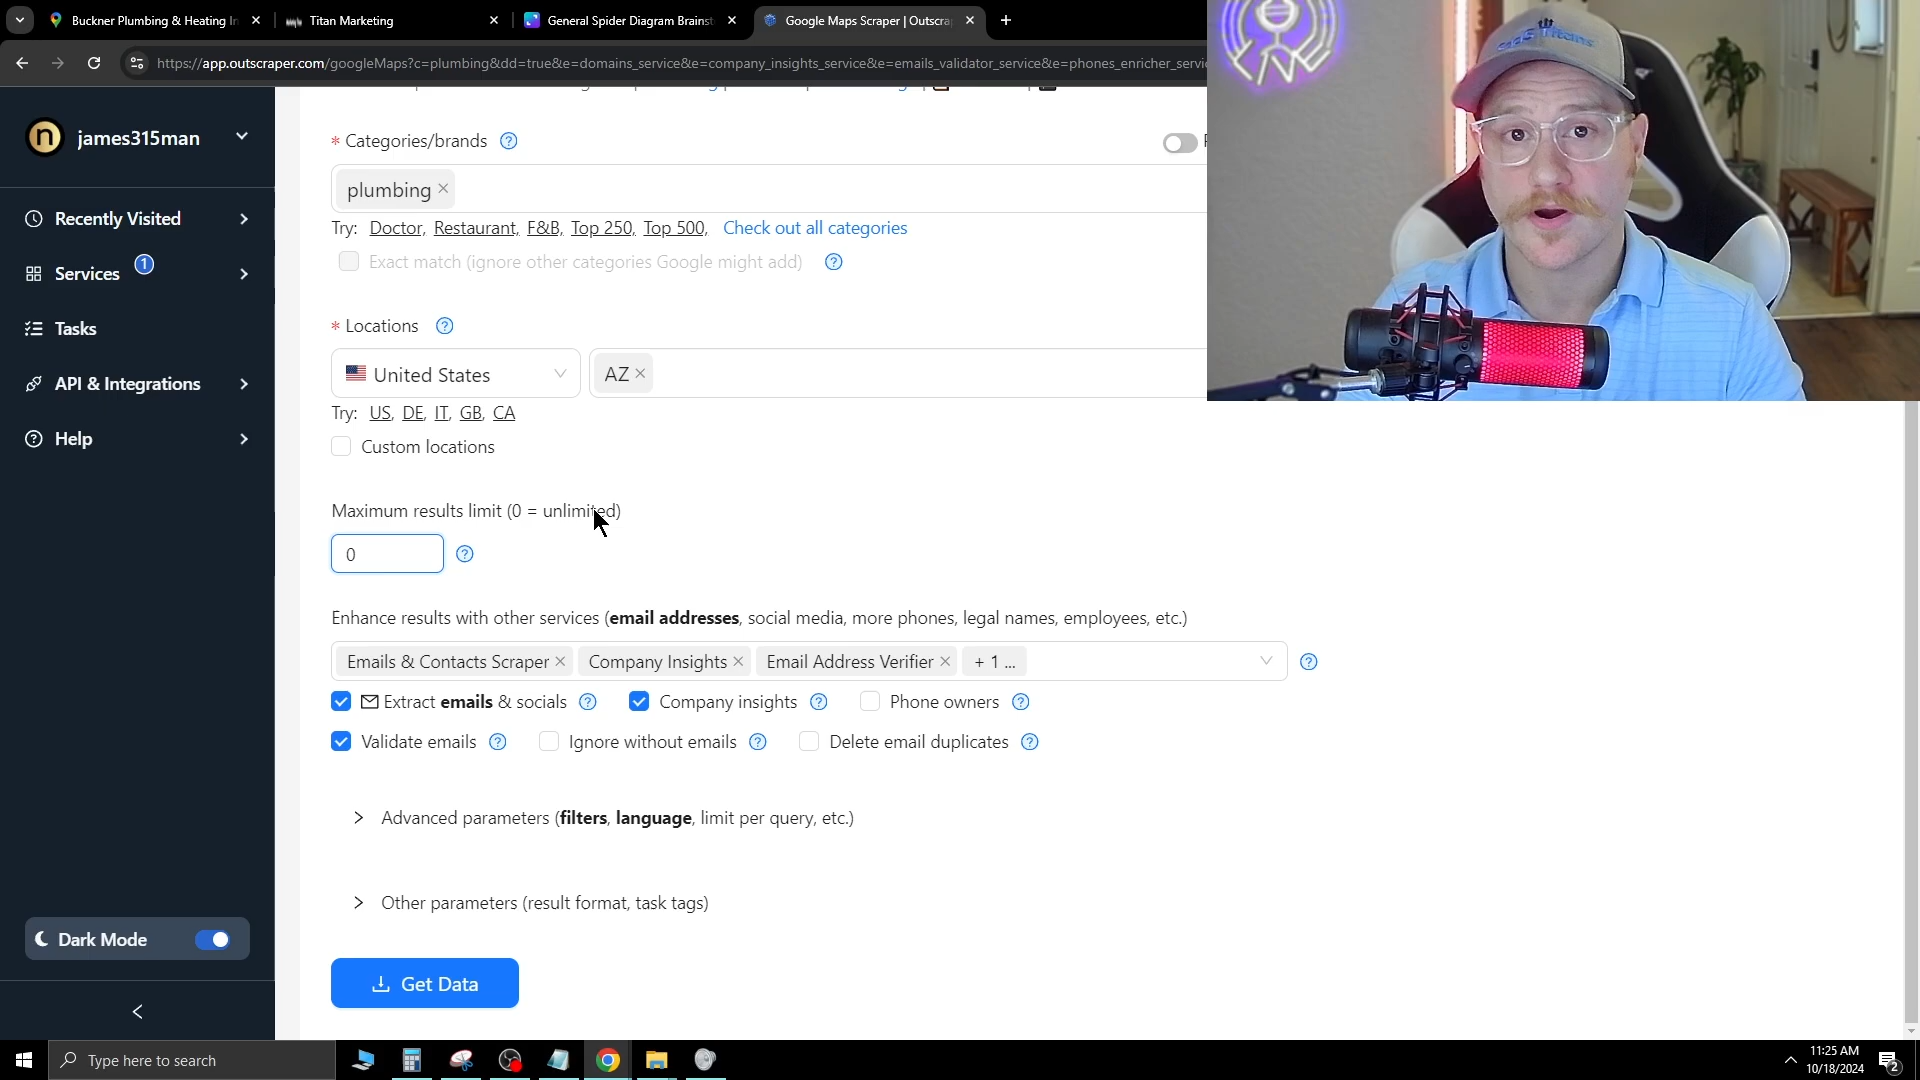 Buckner Plumbing & Heating In
Titan Marketing
General Spider Diagram Brainst
Google Maps Scraper | Outscra
https://app.outscraper.com/googleMaps?c=plumbing&dd=true&e=domains_service&e=company_insights_service&e=emails_validator_service&e=phones_enricher_servic
n
james315man
Recently Visited
Services
1
Tasks
API & Integrations
Help
Dark Mode
* Categories/brands
plumbing
Try: Doctor, Restaurant, F&B, Top 250, Top 500, Check out all categories
Exact match (ignore other categories Google might add)
* Locations
United States
AZ
Try: US, DE, IT, GB, CA
Custom locations
Maximum results limit (0 = unlimited)
0
Enhance results with other services (email addresses, social media, more phones, legal names, employees, etc.)
Emails & Contacts Scraper
Company Insights
Email Address Verifier
+ 1 ...
Extract emails & socials
Company insights
Phone owners
Validate emails
Ignore without emails
Delete email duplicates
Advanced parameters (filters, language, limit per query, etc.)
Other parameters (result format, task tags)
Get Data
Type here to search
11:25 AM
10/18/2024
2